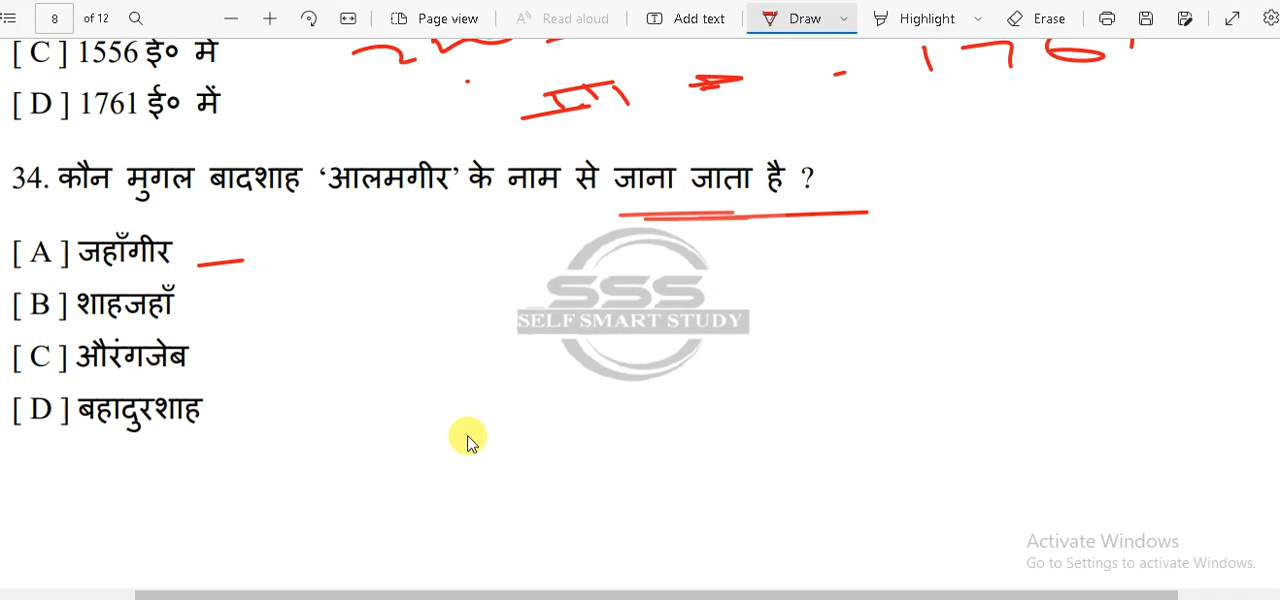 8 of 12 Page view Read aloud Add text Draw Highlight Erase
[ C ] 1556 ई० में
1761
[ D ] 1761 ई० में
34. कौन मुगल बादशाह ‘आलमगीर’ के नाम से जाना जाता है ?
[ A ] जहाँगीर
[ B ] शाहजहाँ
[ C ] औरंगजेब
[ D ] बहादुरशाह
SSS
SELF SMART STUDY
Activate Windows
Go to Settings to activate Windows.